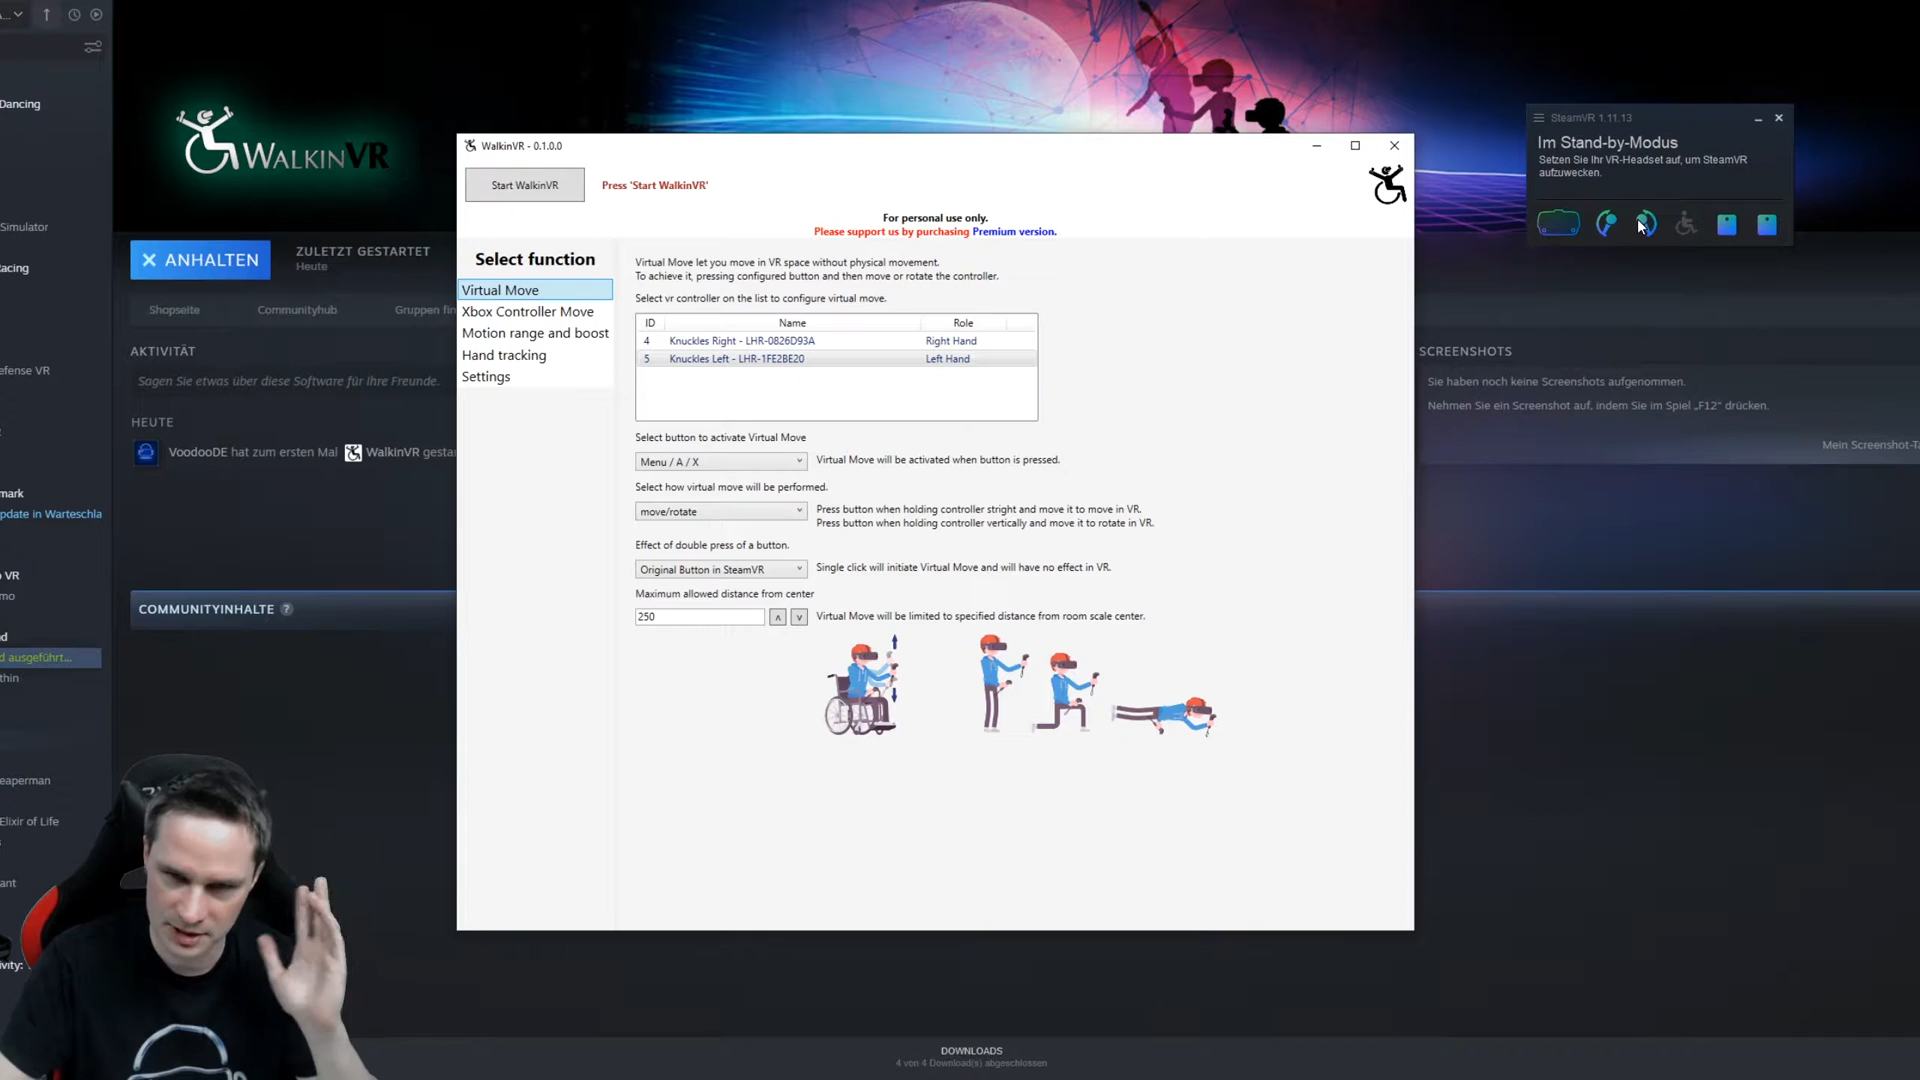 Dancing
Simulator
Racing
efense VR
mark
pdate in Warteschla
o VR
mo
nd
d ausgeführt...
thin
eaperman
Elixir of Life
ant
ivity:
WALKINVR
ANHALTEN
ZULETZT GESTARTET
Heute
Shopseite
Communityhub
Gruppen fin
AKTIVITÄT
Sagen Sie etwas über diese Software für Ihre Freunde.
HEUTE
VoodooDE hat zum ersten Mal WalkinVR gestar
COMMUNITYINHALTE ?
WalkinVR - 0.1.0.0
Start WalkinVR
Press 'Start WalkinVR'
For personal use only.
Please support us by purchasing Premium version.
Select function
Virtual Move
Xbox Controller Move
Motion range and boost
Hand tracking
Settings
Virtual Move let you move in VR space without physical movement.
To achieve it, pressing configured button and then move or rotate the controller.
Select vr controller on the list to configure virtual move.
ID Name Role
4 Knuckles Right - LHR-0826D93A Right Hand
5 Knuckles Left - LHR-1FE2BE20 Left Hand
Select button to activate Virtual Move
Menu / A / X
Virtual Move will be activated when button is pressed.
Select how virtual move will be performed.
move/rotate
Press button when holding controller stright and move it to move in VR.
Press button when holding controller vertically and move it to rotate in VR.
Effect of double press of a button.
Original Button in SteamVR
Single click will initiate Virtual Move and will have no effect in VR.
Maximum allowed distance from center
250
Virtual Move will be limited to specified distance from room scale center.
SteamVR 1.11.13
Im Stand-by-Modus
Setzen Sie Ihr VR-Headset auf, um SteamVR
aufzuwecken.
SCREENSHOTS
Sie haben noch keine Screenshots aufgenommen.
Nehmen Sie ein Screenshot auf, indem Sie im Spiel „F12" drücken.
Mein Screenshot-Ta
DOWNLOADS
4 von 4 Download(s) abgeschlossen